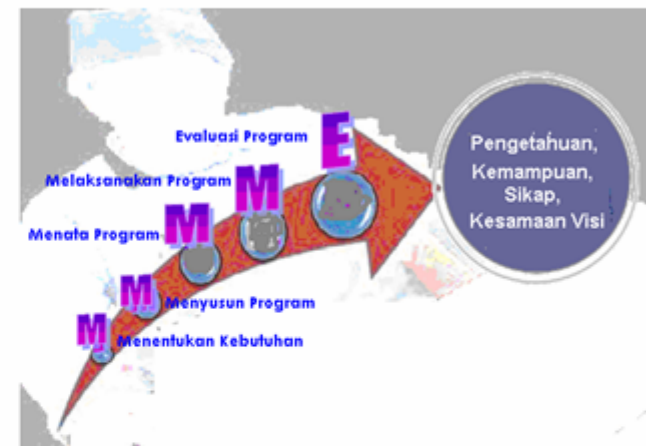 E
Evaluasi Program
M
Melaksanakan Program
M
Menata Program
M
Menyusun Program
M
Menentukan Kebutuhan
Pengetahuan,
Kemampuan,
Sikap,
Kesamaan Visi